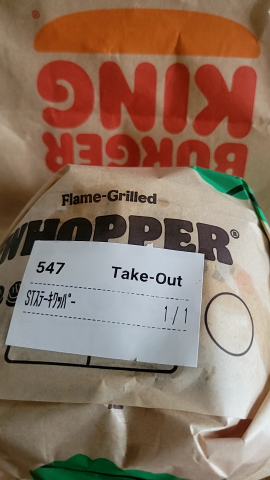 BURGER
KING
®
Flame-Grilled
WHOPPER®
547 Take-Out
STステーキワッパー
1/1